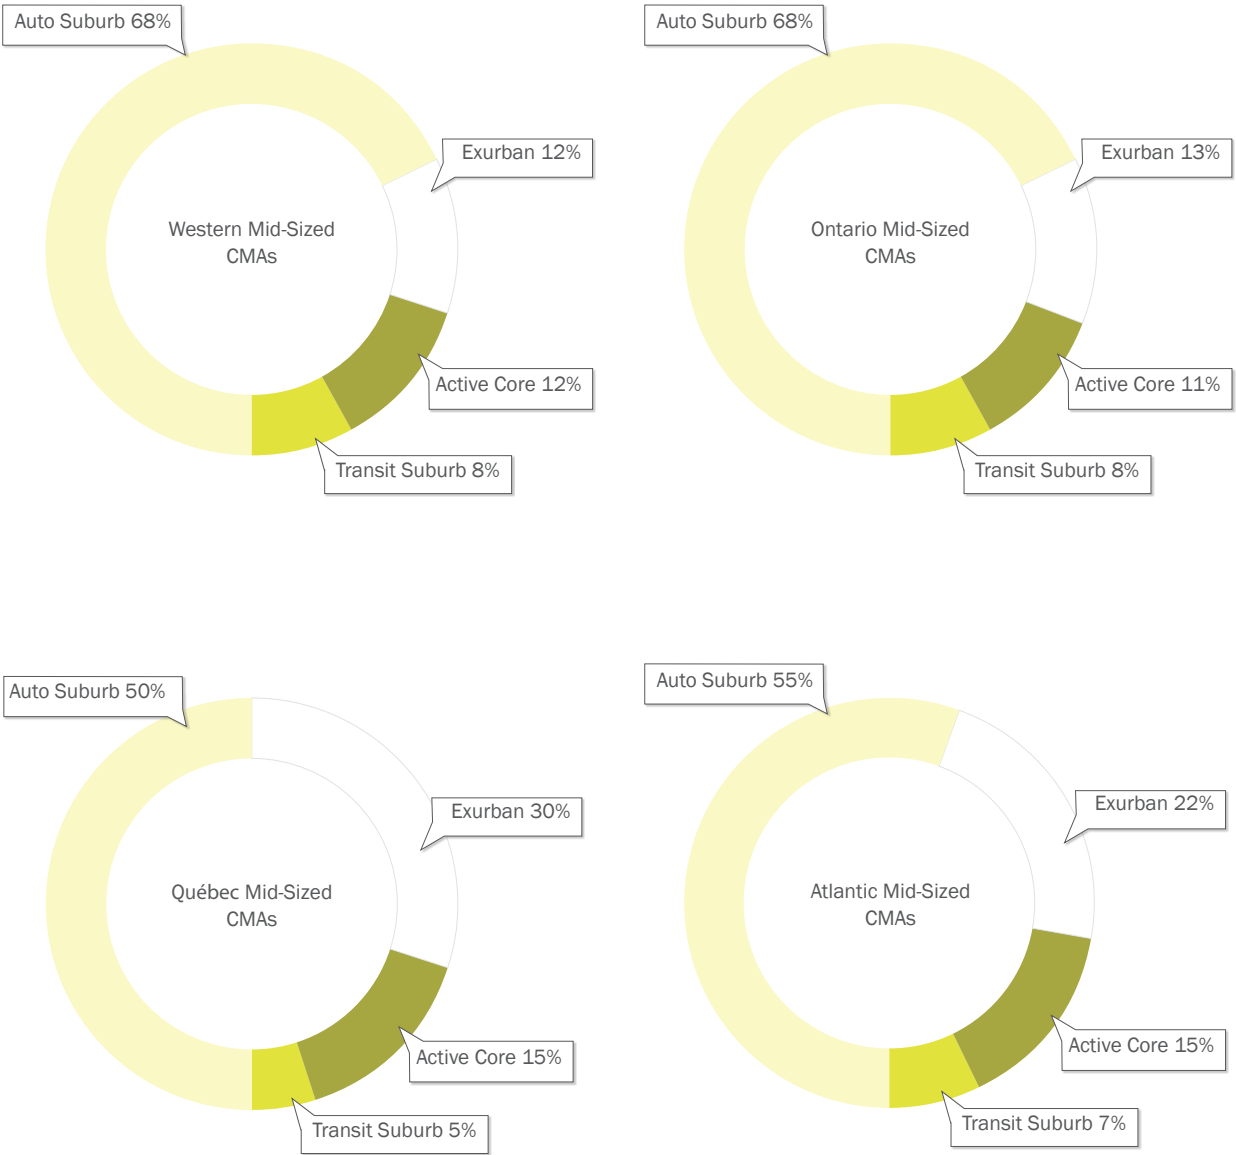 Auto Suburb 68%
Exurban 12%
Western Mid-Sized
CMAs
Active Core 12%
Transit Suburb 8%
Auto Suburb 68%
Exurban 13%
Ontario Mid-Sized
CMAs
Active Core 11%
Transit Suburb 8%
Auto Suburb 50%
Exurban 30%
Québec Mid-Sized
CMAs
Active Core 15%
Transit Suburb 5%
Auto Suburb 55%
Exurban 22%
Atlantic Mid-Sized
CMAs
Active Core 15%
Transit Suburb 7%